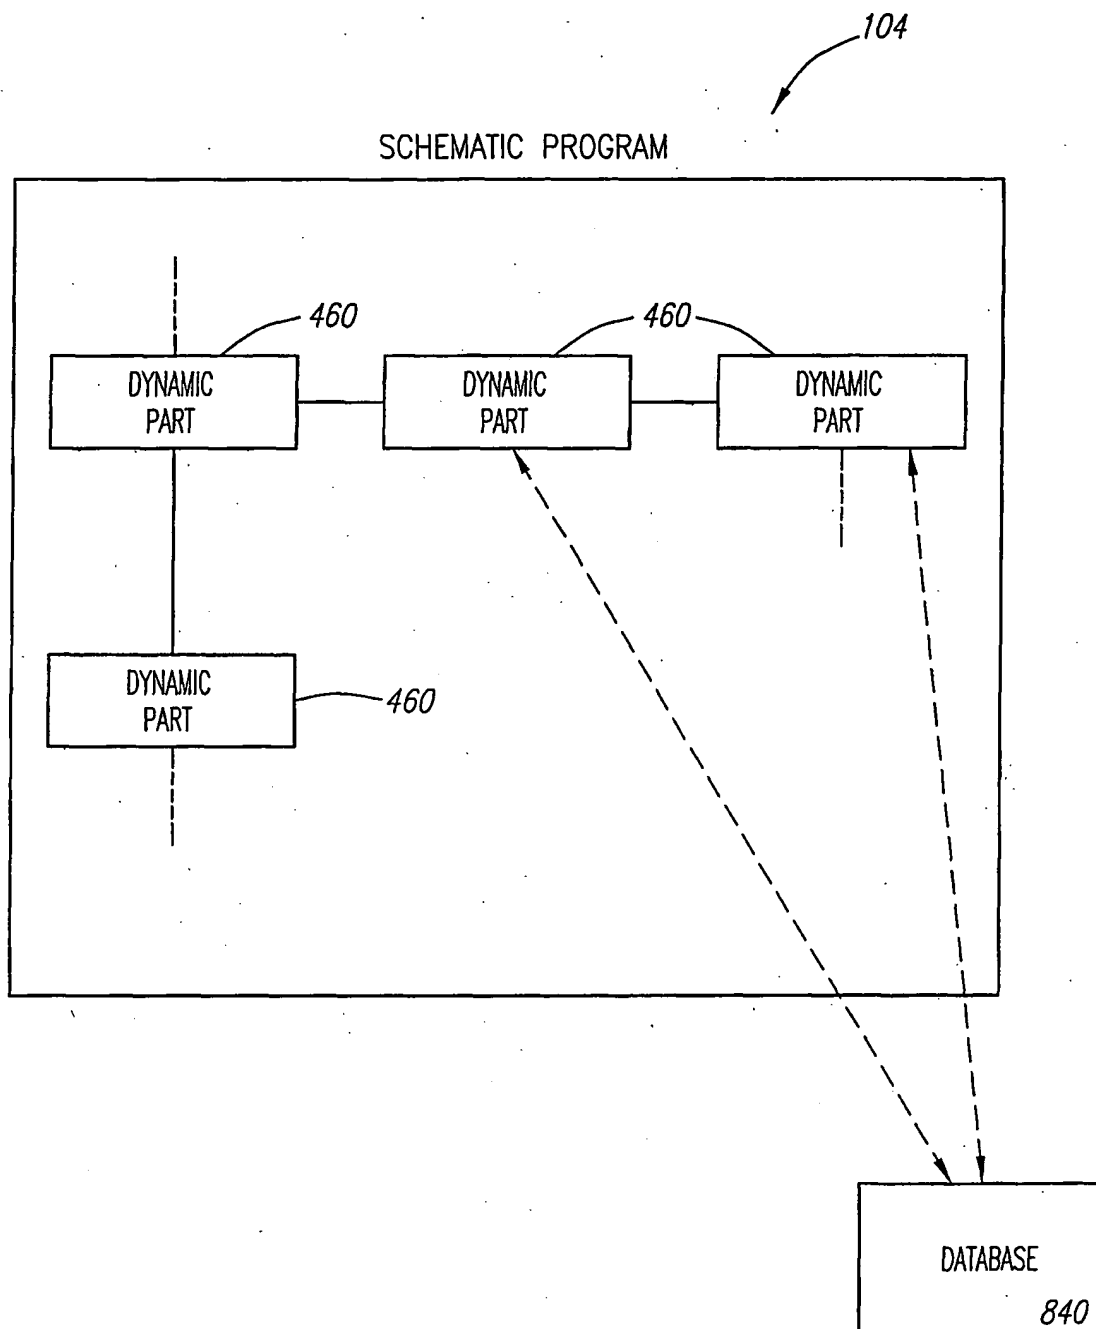 104
SCHEMATIC PROGRAM
460
460
DYNAMIC
PART
DYNAMIC
PART
DYNAMIC
PART
DYNAMIC
PART
460
DATABASE
840